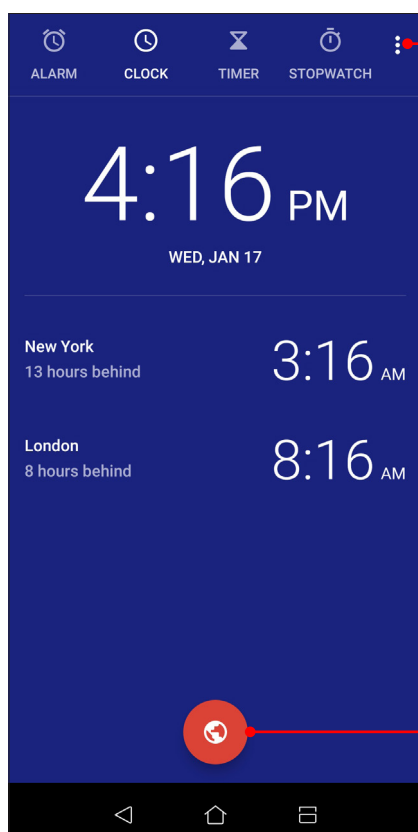 ALARM
CLOCK
TIMER
STOPWATCH
4:16 PM
WED, JAN 17
New York
13 hours behind
3:16 AM
London
8 hours behind
8:16 AM